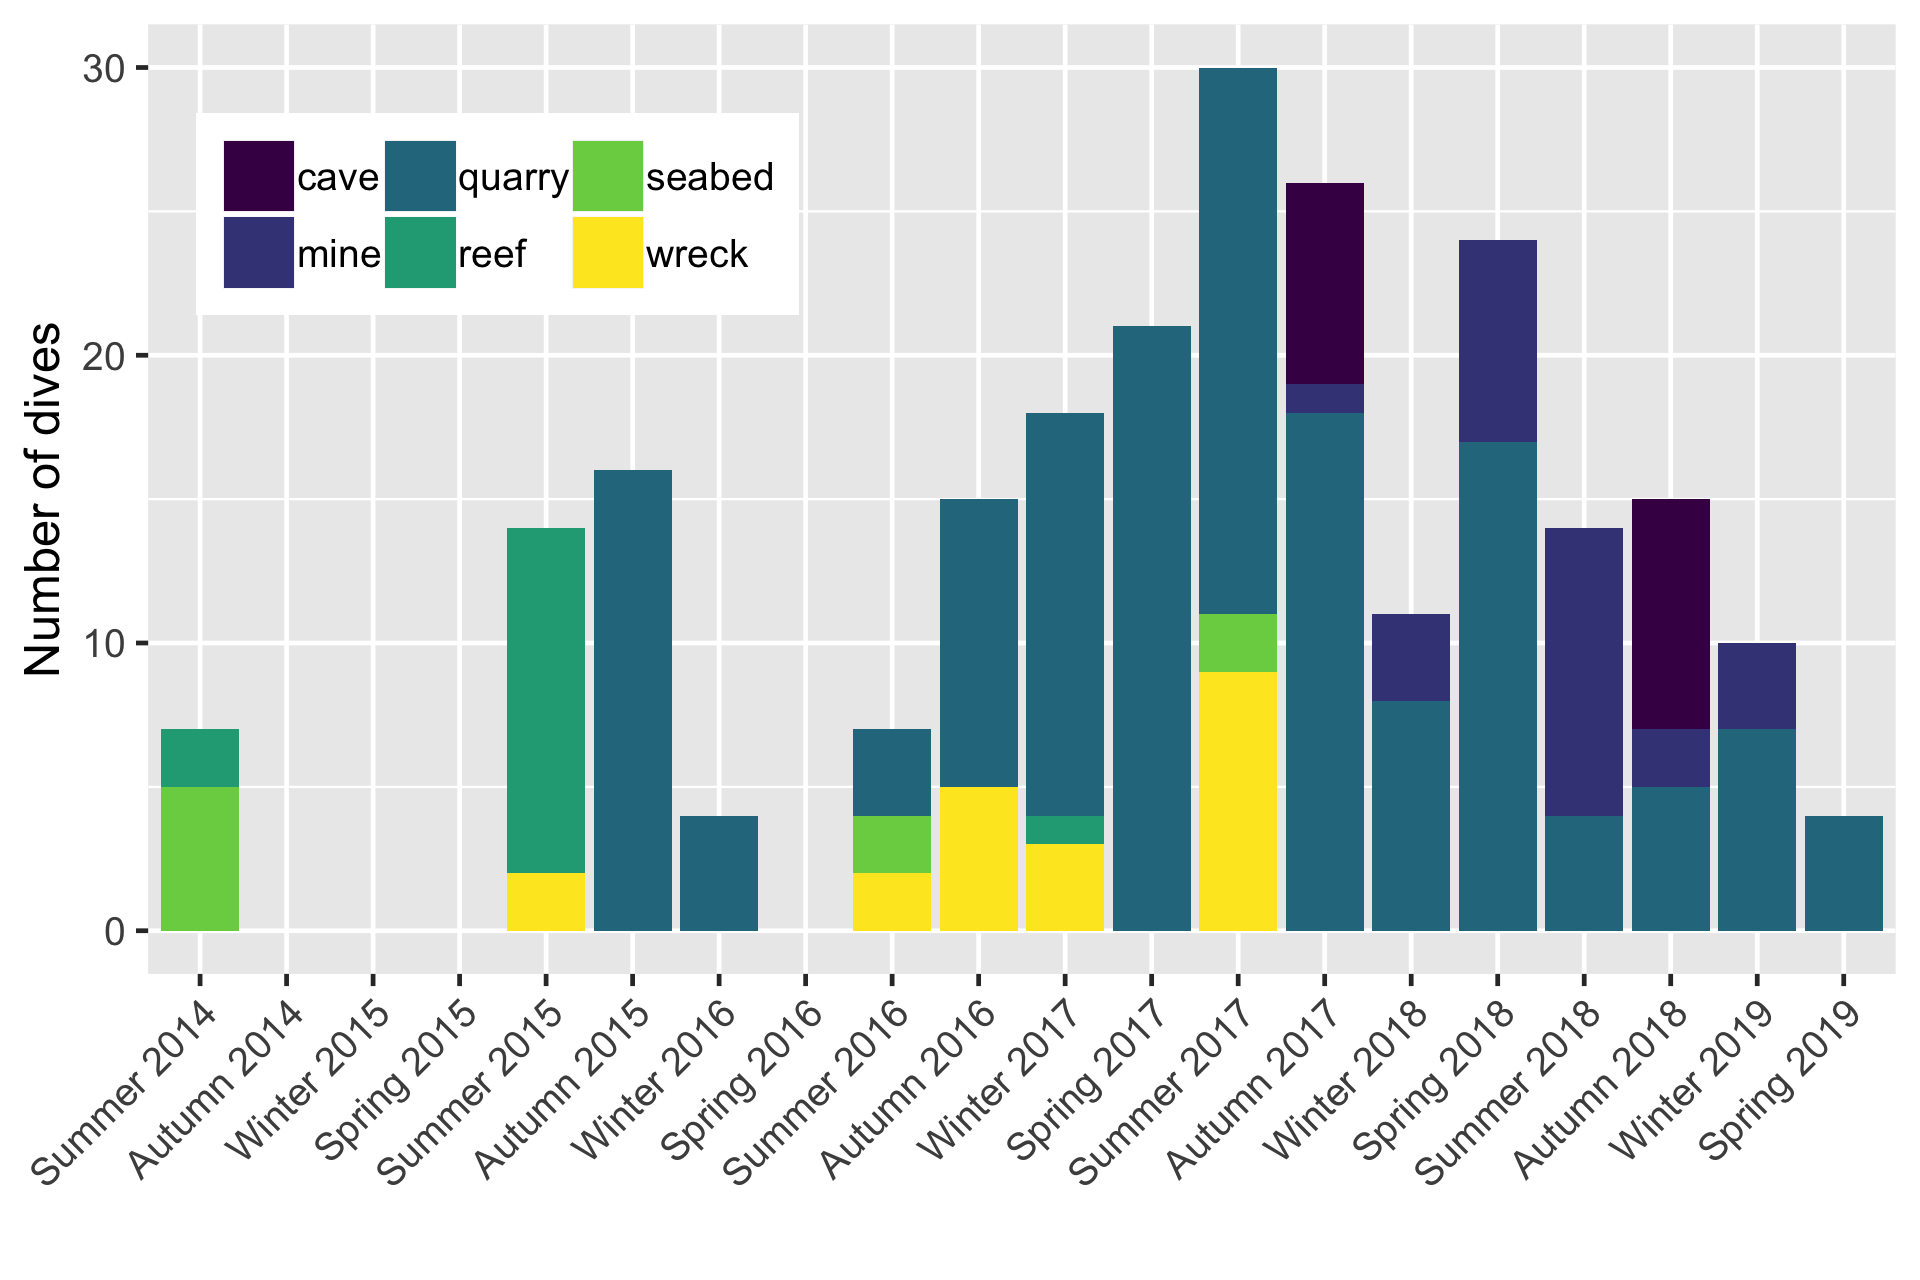 30
20
10
0
Number of dives
cave quarry seabed
mine reef wreck
Summer 2014
Autumn 2014
Winter 2015
Spring 2015
Summer 2015
Autumn 2015
Winter 2016
Spring 2016
Summer 2016
Autumn 2016
Winter 2017
Spring 2017
Summer 2017
Autumn 2017
Winter 2018
Spring 2018
Summer 2018
Autumn 2018
Winter 2019
Spring 2019